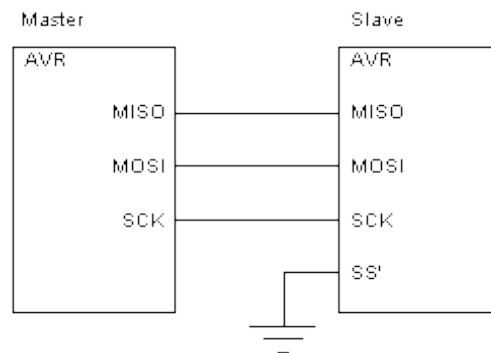 Master Slave
AVR AVR
MISO MISO
MOSI MOSI
SCK SCK
SS'